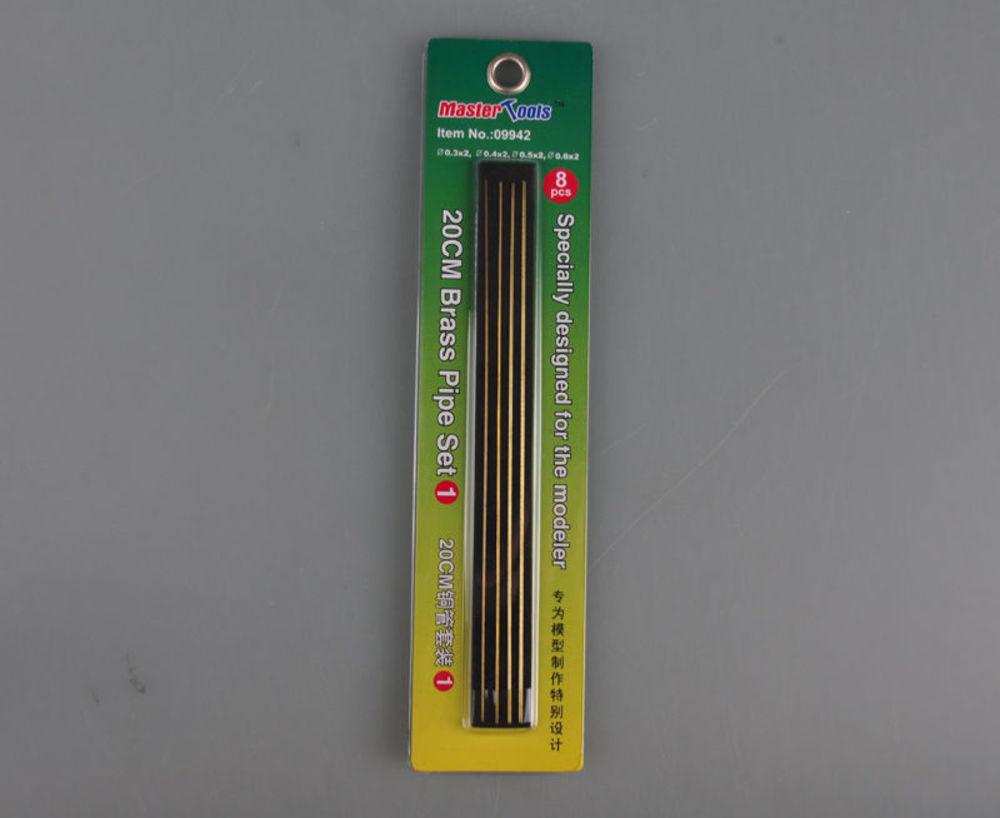 MasterTools™
Item No.:09942
Ø0.3x2, Ø0.4x2, Ø0.5x2, Ø0.6x2
8
pcs
20CM Brass Pipe Set 1
Specially designed for the modeler
20CM铜管套装 1
专为模型制作特别设计